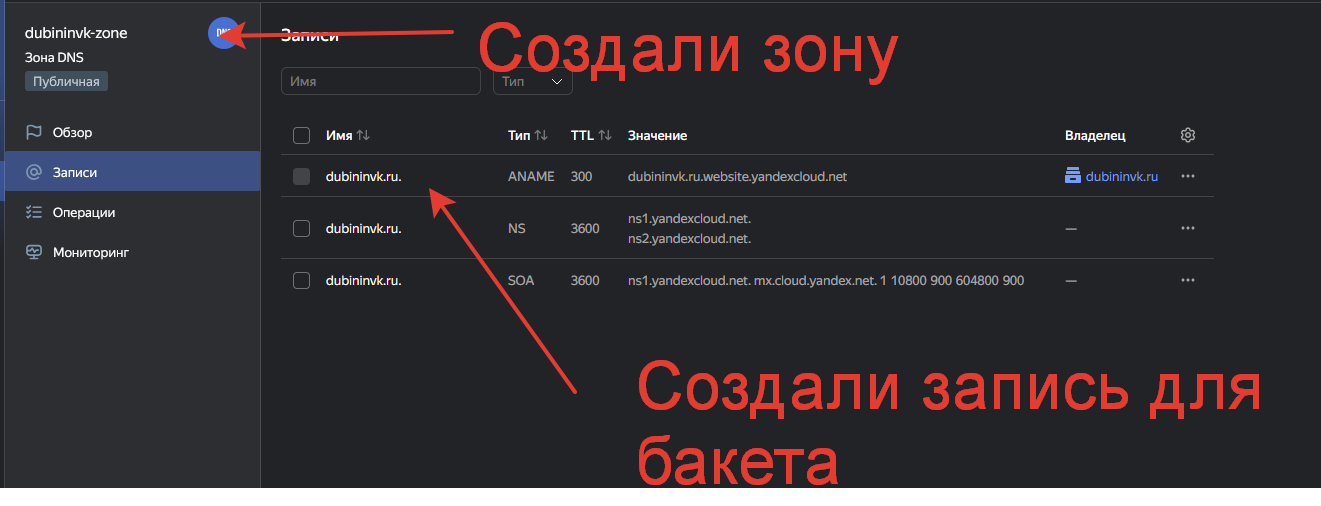 dubininvk-zone
Зона DNS
Публичная
Обзор
Записи
Операции
Мониторинг
Записи
Создали зону
Имя
Тип
Имя Тип TTL Значение Владелец
dubininvk.ru. ANAME 300 dubininvk.ru.website.yandexcloud.net dubininvk.ru
dubininvk.ru. NS 3600 ns1.yandexcloud.net.
ns2.yandexcloud.net. —
dubininvk.ru. SOA 3600 ns1.yandexcloud.net. mx.cloud.yandex.net. 1 10800 900 604800 900 —
Создали запись для
бакета